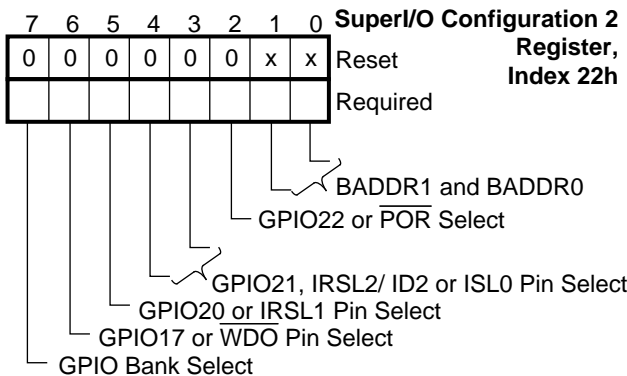 7 6 5 4 3 2 1 0 SuperI/O Configuration 2
Register,
Index 22h
0 0 0 0 0 0 x x Reset
Required
BADDR1 and BADDR0
GPIO22 or POR Select
GPIO21, IRSL2/ ID2 or ISL0 Pin Select
GPIO20 or IRSL1 Pin Select
GPIO17 or WDO Pin Select
GPIO Bank Select